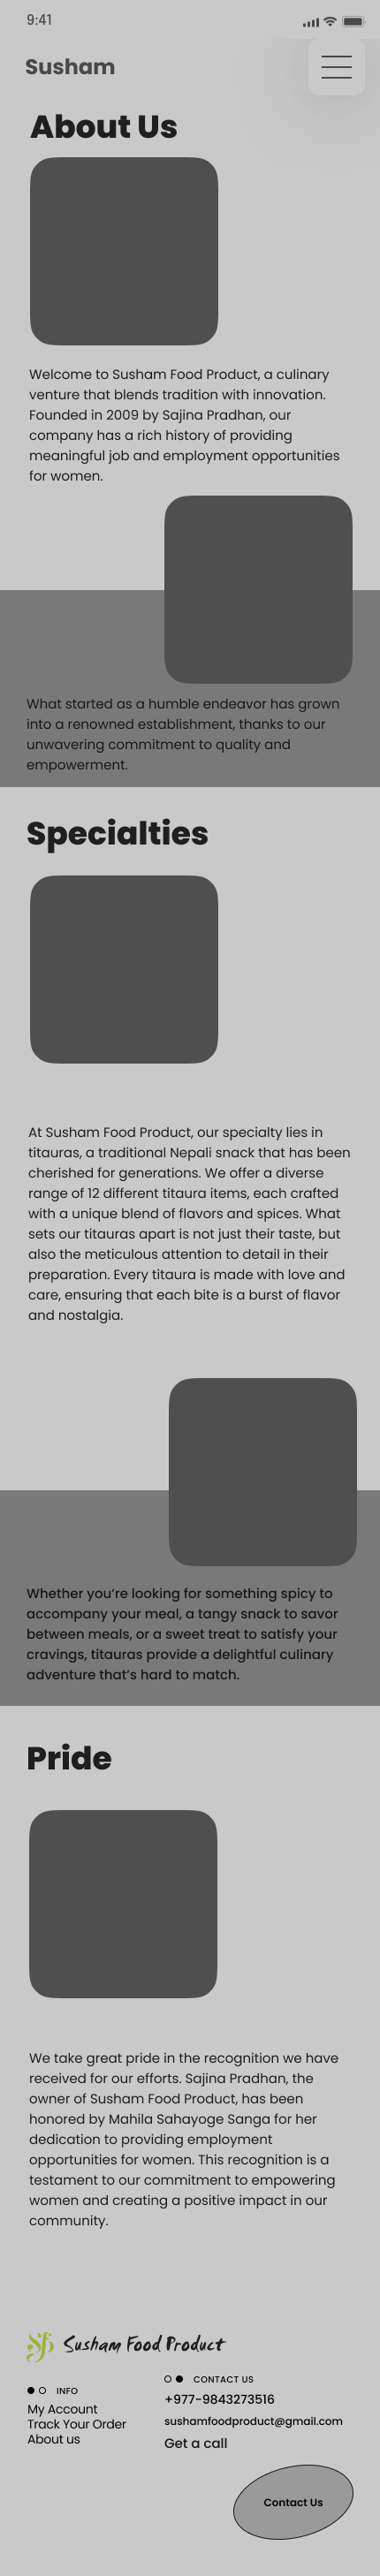 9:41
Susham
About Us
Welcome to Susham Food Product, a culinary
venture that blends tradition with innovation.
Founded in 2009 by Sajina Pradhan, our
company has a rich history of providing
meaningful job and employment opportunities
for women.
What started as a humble endeavor has grown
into a renowned establishment, thanks to our
unwavering commitment to quality and
empowerment.
Specialties
At Susham Food Product, our specialty lies in
titauras, a traditional Nepali snack that has been
cherished for generations. We offer a diverse
range of 12 different titaura items, each crafted
with a unique blend of flavors and spices. What
sets our titauras apart is not just their taste, but
also the meticulous attention to detail in their
preparation. Every titaura is made with love and
care, ensuring that each bite is a burst of flavor
and nostalgia.
Whether you’re looking for something spicy to
accompany your meal, a tangy snack to savor
between meals, or a sweet treat to satisfy your
cravings, titauras provide a delightful culinary
adventure that’s hard to match.
Pride
We take great pride in the recognition we have
received for our efforts. Sajina Pradhan, the
owner of Susham Food Product, has been
honored by Mahila Sahayoge Sanga for her
dedication to providing employment
opportunities for women. This recognition is a
testament to our commitment to empowering
women and creating a positive impact in our
community.
Susham Food Product
INFO
My Account
Track Your Order
About us
CONTACT US
+977-9843273516
sushamfoodproduct@gmail.com
Get a call
Contact Us